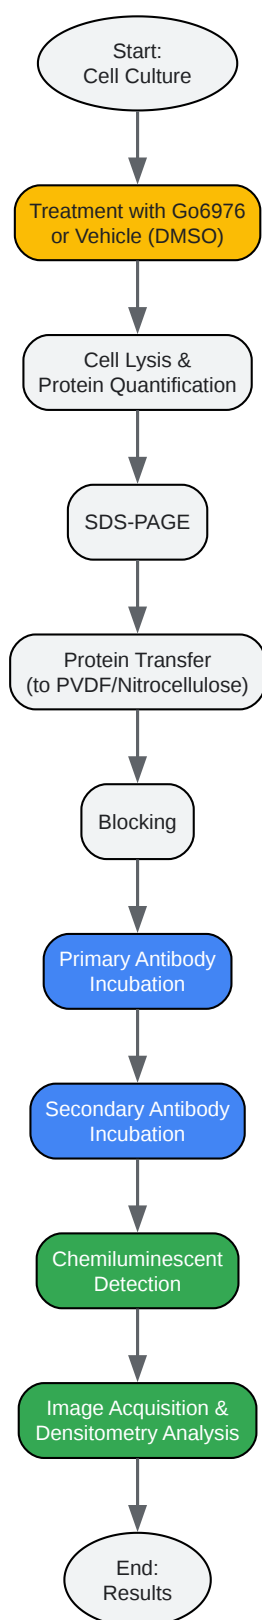 Start:
Cell Culture
Treatment with Go6976
or Vehicle (DMSO)
Cell Lysis &
Protein Quantification
SDS-PAGE
Protein Transfer
(to PVDF/Nitrocellulose)
Blocking
Primary Antibody
Incubation
Secondary Antibody
Incubation
Chemiluminescent
Detection
Image Acquisition &
Densitometry Analysis
End:
Results